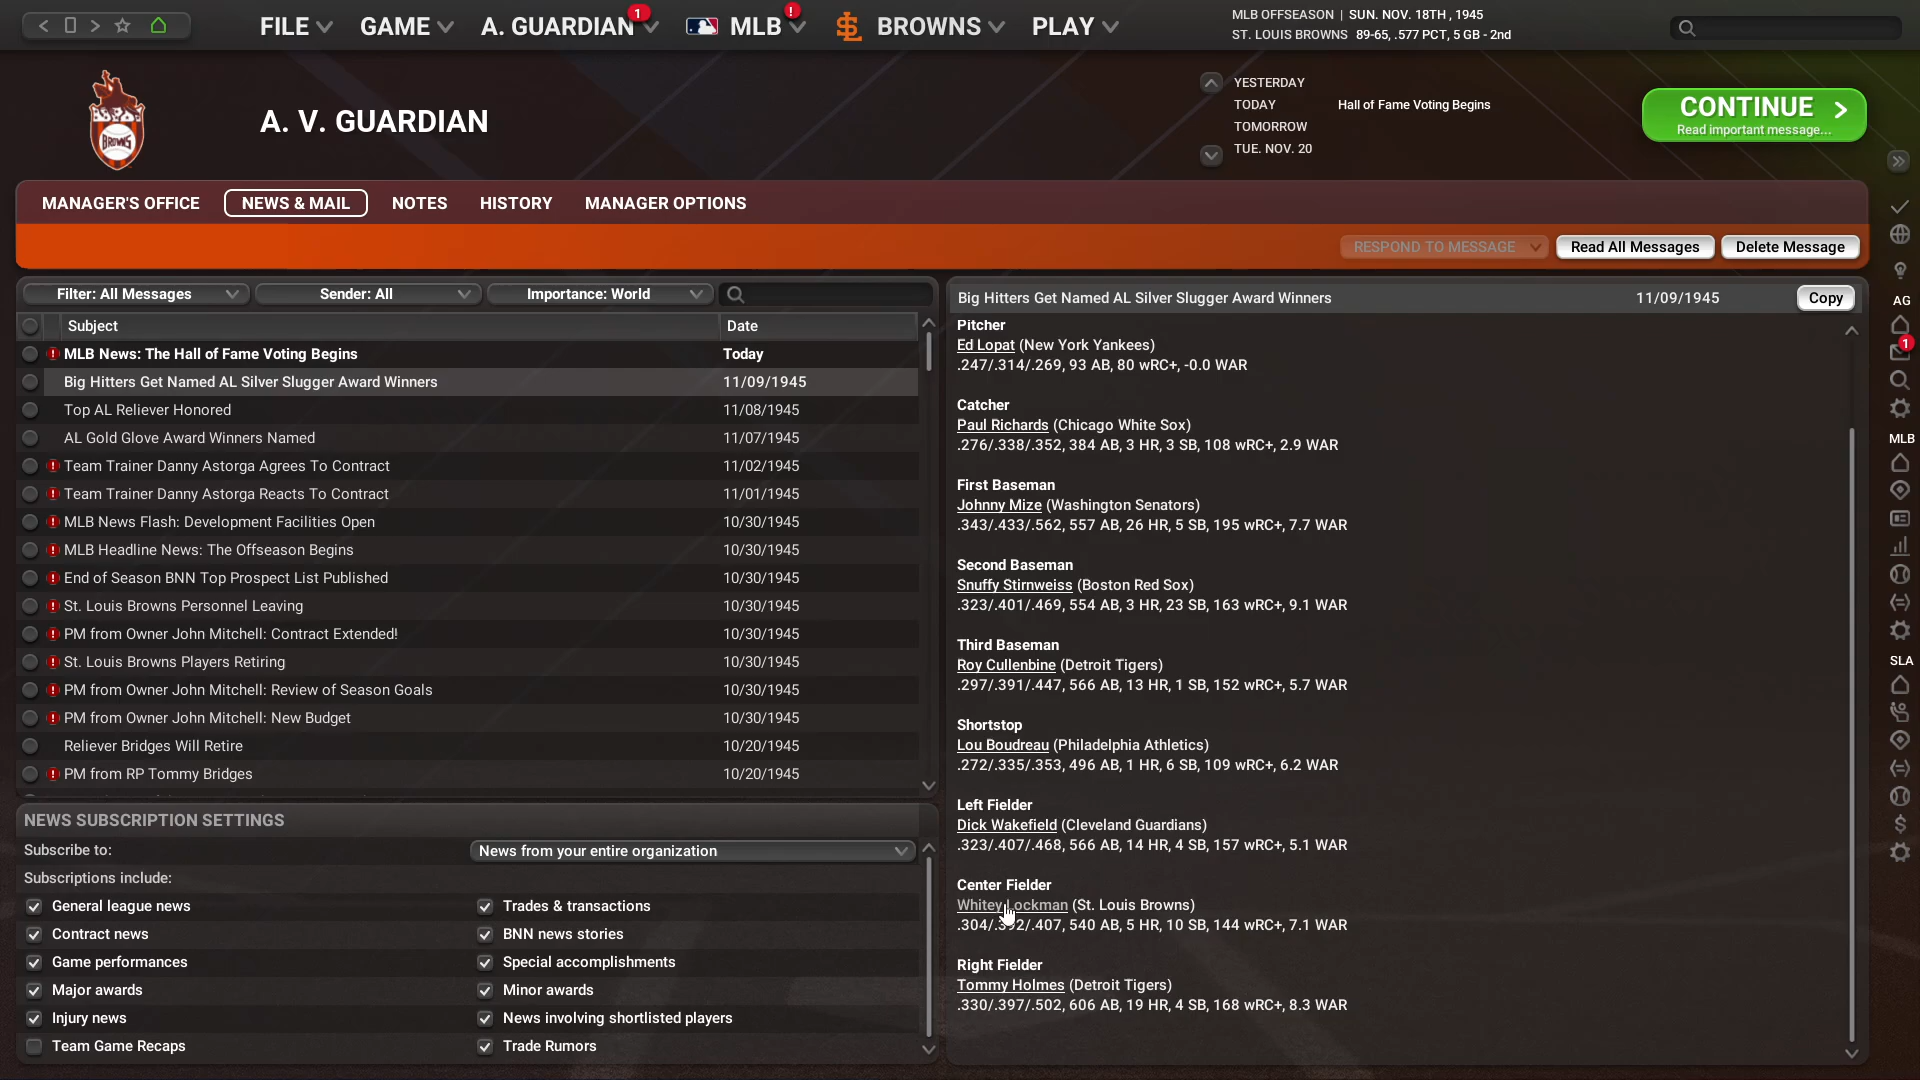 FILE
GAME
A. GUARDIAN
1
MLB
!
BROWNS
PLAY
MLB OFFSEASON | SUN. NOV. 18TH , 1945
ST. LOUIS BROWNS 89-65, .577 PCT, 5 GB - 2nd
BROWNS
A. V. GUARDIAN
YESTERDAY
TODAY Hall of Fame Voting Begins
TOMORROW
TUE. NOV. 20
CONTINUE
Read important message...
MANAGER'S OFFICE
NEWS & MAIL
NOTES
HISTORY
MANAGER OPTIONS
RESPOND TO MESSAGE
Read All Messages
Delete Message
Filter: All Messages
Sender: All
Importance: World
Subject Date
! MLB News: The Hall of Fame Voting Begins Today
Big Hitters Get Named AL Silver Slugger Award Winners 11/09/1945
Top AL Reliever Honored 11/08/1945
AL Gold Glove Award Winners Named 11/07/1945
! Team Trainer Danny Astorga Agrees To Contract 11/02/1945
! Team Trainer Danny Astorga Reacts To Contract 11/01/1945
! MLB News Flash: Development Facilities Open 10/30/1945
! MLB Headline News: The Offseason Begins 10/30/1945
! End of Season BNN Top Prospect List Published 10/30/1945
! St. Louis Browns Personnel Leaving 10/30/1945
! PM from Owner John Mitchell: Contract Extended! 10/30/1945
! St. Louis Browns Players Retiring 10/30/1945
! PM from Owner John Mitchell: Review of Season Goals 10/30/1945
! PM from Owner John Mitchell: New Budget 10/30/1945
Reliever Bridges Will Retire 10/20/1945
! PM from RP Tommy Bridges 10/20/1945
NEWS SUBSCRIPTION SETTINGS
Subscribe to: News from your entire organization
Subscriptions include:
General league news Trades & transactions
Contract news BNN news stories
Game performances Special accomplishments
Major awards Minor awards
Injury news News involving shortlisted players
Team Game Recaps Trade Rumors
Big Hitters Get Named AL Silver Slugger Award Winners 11/09/1945 Copy
Pitcher
Ed Lopat (New York Yankees)
.247/.314/.269, 93 AB, 80 wRC+, -0.0 WAR
Catcher
Paul Richards (Chicago White Sox)
.276/.338/.352, 384 AB, 3 HR, 3 SB, 108 wRC+, 2.9 WAR
First Baseman
Johnny Mize (Washington Senators)
.343/.433/.562, 557 AB, 26 HR, 5 SB, 195 wRC+, 7.7 WAR
Second Baseman
Snuffy Stirnweiss (Boston Red Sox)
.323/.401/.469, 554 AB, 3 HR, 23 SB, 163 wRC+, 9.1 WAR
Third Baseman
Roy Cullenbine (Detroit Tigers)
.297/.391/.447, 566 AB, 13 HR, 1 SB, 152 wRC+, 5.7 WAR
Shortstop
Lou Boudreau (Philadelphia Athletics)
.272/.335/.353, 496 AB, 1 HR, 6 SB, 109 wRC+, 6.2 WAR
Left Fielder
Dick Wakefield (Cleveland Guardians)
.323/.407/.468, 566 AB, 14 HR, 4 SB, 157 wRC+, 5.1 WAR
Center Fielder
Whitey Lockman (St. Louis Browns)
.304/.392/.407, 540 AB, 5 HR, 10 SB, 144 wRC+, 7.1 WAR
Right Fielder
Tommy Holmes (Detroit Tigers)
.330/.397/.502, 606 AB, 19 HR, 4 SB, 168 wRC+, 8.3 WAR
AG
1
MLB
SLA